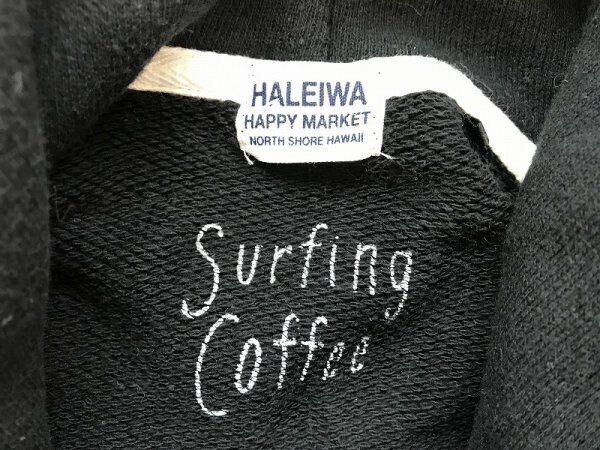 HALEIWA
HAPPY MARKET
NORTH SHORE HAWAII
Surfing
Coffee